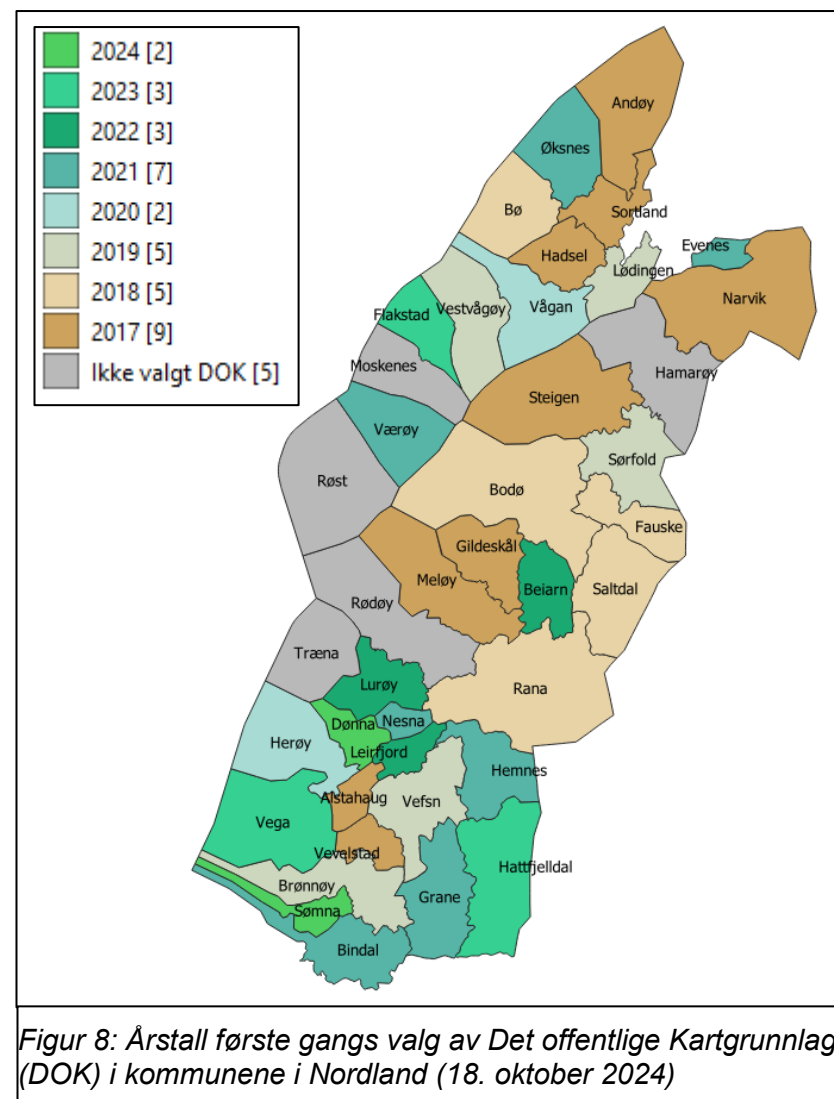 2024 [2]
2023 [3]
2022 [3]
2021 [7]
2020 [2]
2019 [5]
2018 [5]
2017 [9]
Ikke valgt DOK [5]
Andøy
Øksnes
Bø
Sortland
Evenes
Hadsel
Lødingen
Narvik
Flakstad
Vestvågøy
Vågan
Moskenes
Hamarøy
Steigen
Værøy
Sørfold
Røst
Bodø
Fauske
Gildeskål
Meløy
Beiarn
Saltdal
Rødøy
Træna
Lurøy
Rana
Dønna
Nesna
Herøy
Leirfjord
Hemnes
Alstahaug
Vefsn
Vega
Vevelstad
Hattfjelldal
Brønnøy
Grane
Sømna
Bindal
Figur 8: Årstall første gangs valg av Det offentlige Kartgrunnlag
(DOK) i kommunene i Nordland (18. oktober 2024)